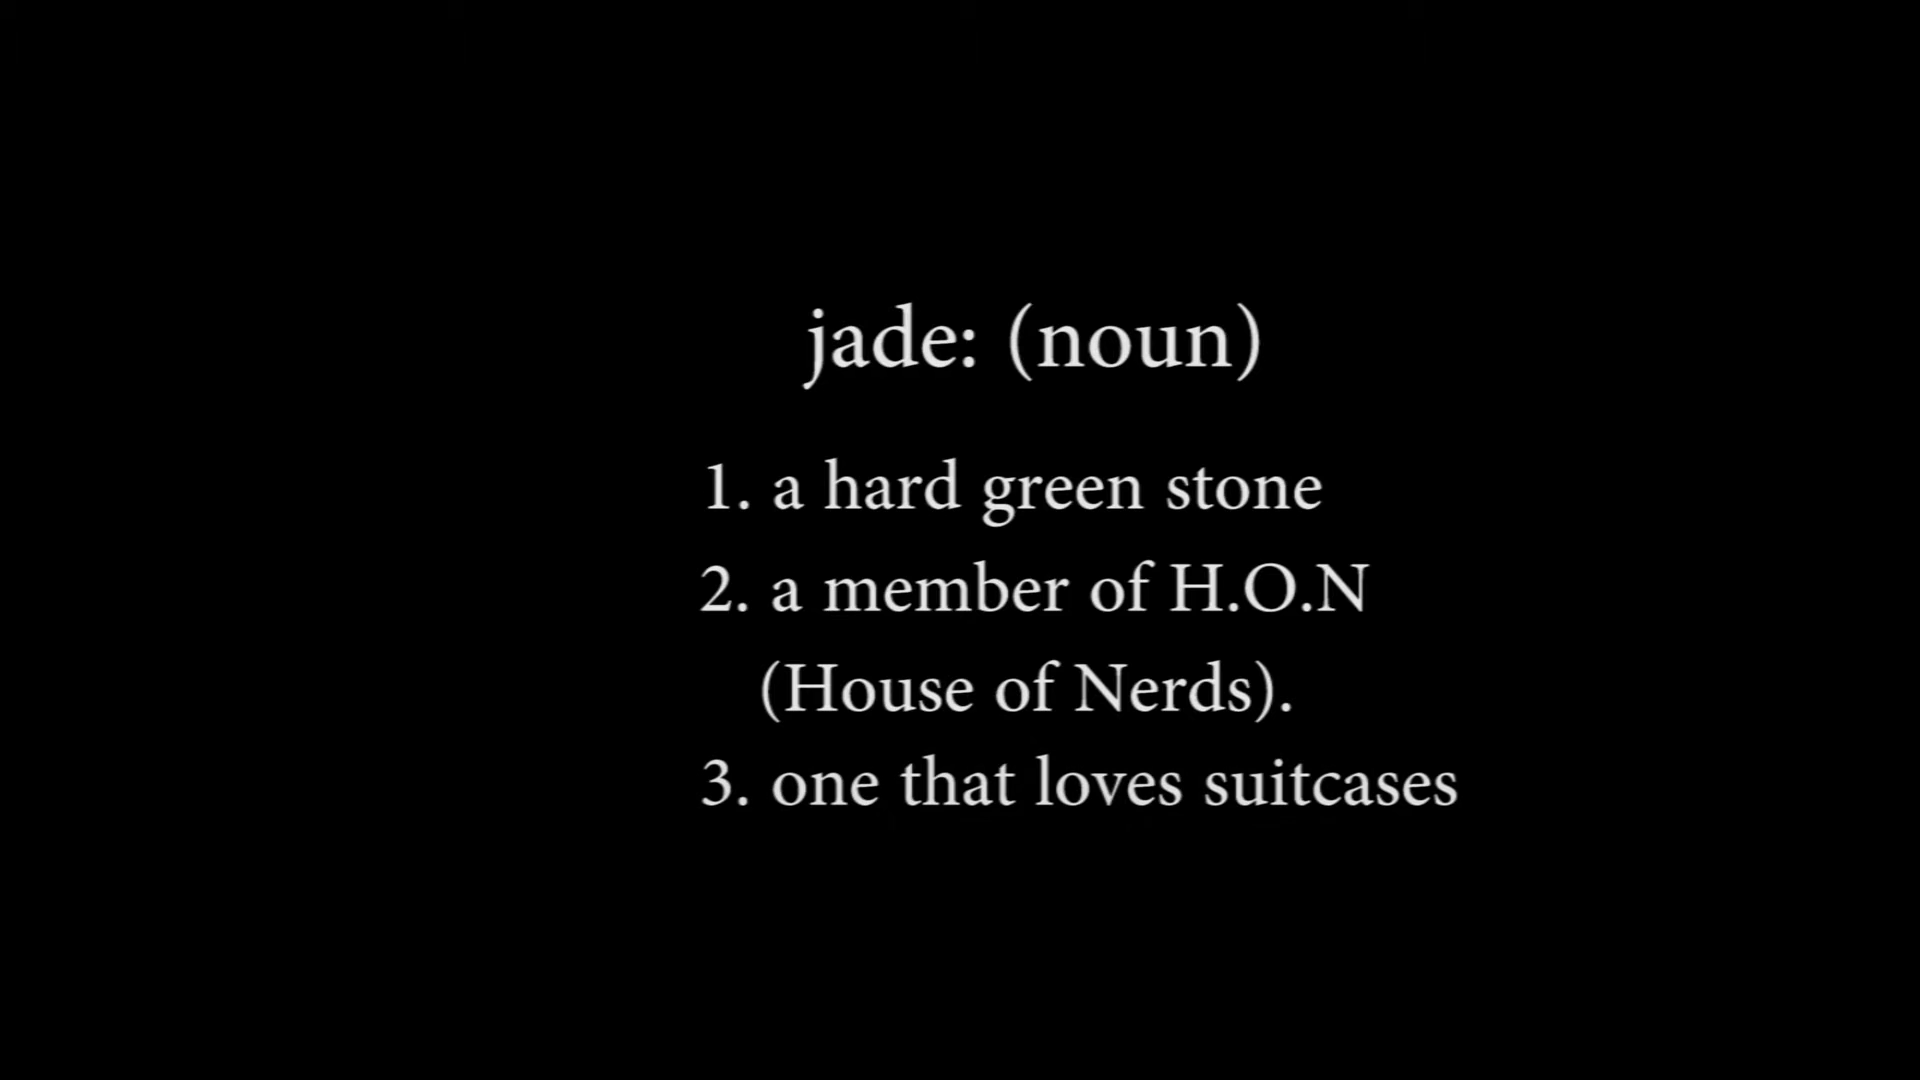 jade: (noun)
1. a hard green stone
2. a member of H.O.N
(House of Nerds).
3. one that loves suitcases